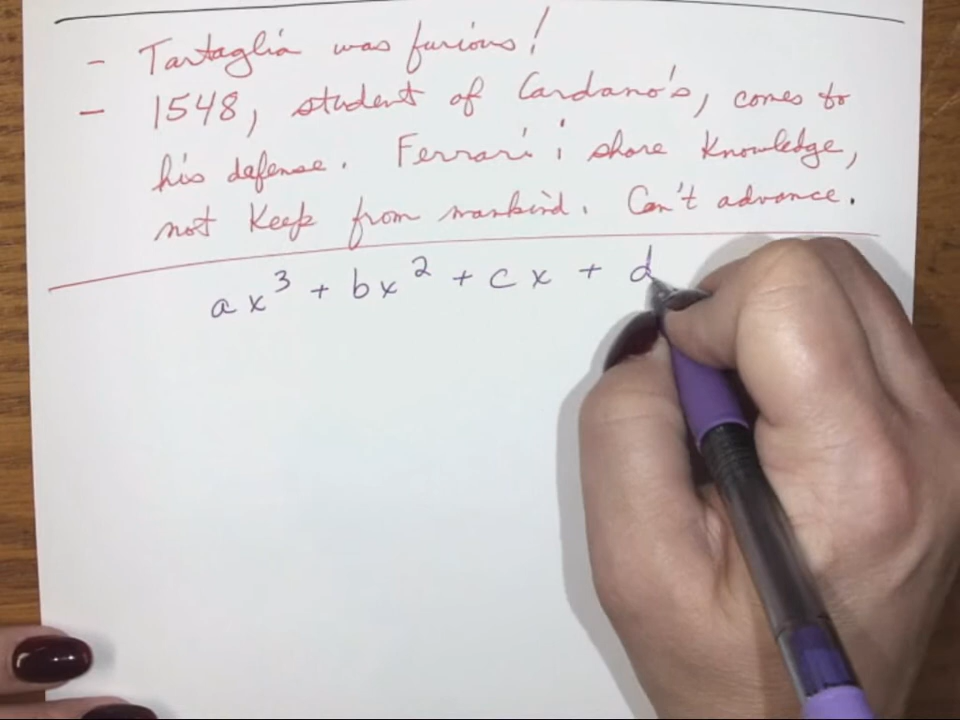 - Tartaglia was furious!
- 1548, student of Cardano's, comes to
his defense. Ferrari; share knowledge,
not keep from mankind. Can't advance.
ax³ + bx² + cx + d